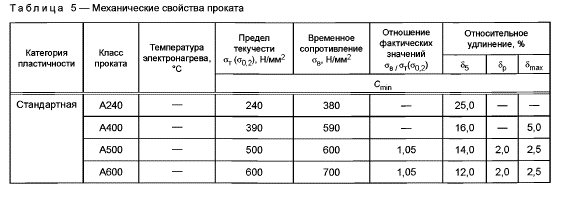 Таблица 5 — Механические свойства проката
Категория пластичности | Класс проката | Температура электронагрева, °С | Предел текучести σт (σ0,2), Н/мм² | Временное сопротивление σв, Н/мм² | Отношение фактических значений σв / σт(σ0,2) | Относительное удлинение, %
δ5 | δр | δmax
Cmin
Стандартная | А240 | — | 240 | 380 | — | 25,0 | — | —
А400 | — | 390 | 590 | — | 16,0 | — | 5,0
А500 | — | 500 | 600 | 1,05 | 14,0 | 2,0 | 2,5
А600 | — | 600 | 700 | 1,05 | 12,0 | 2,0 | 2,5